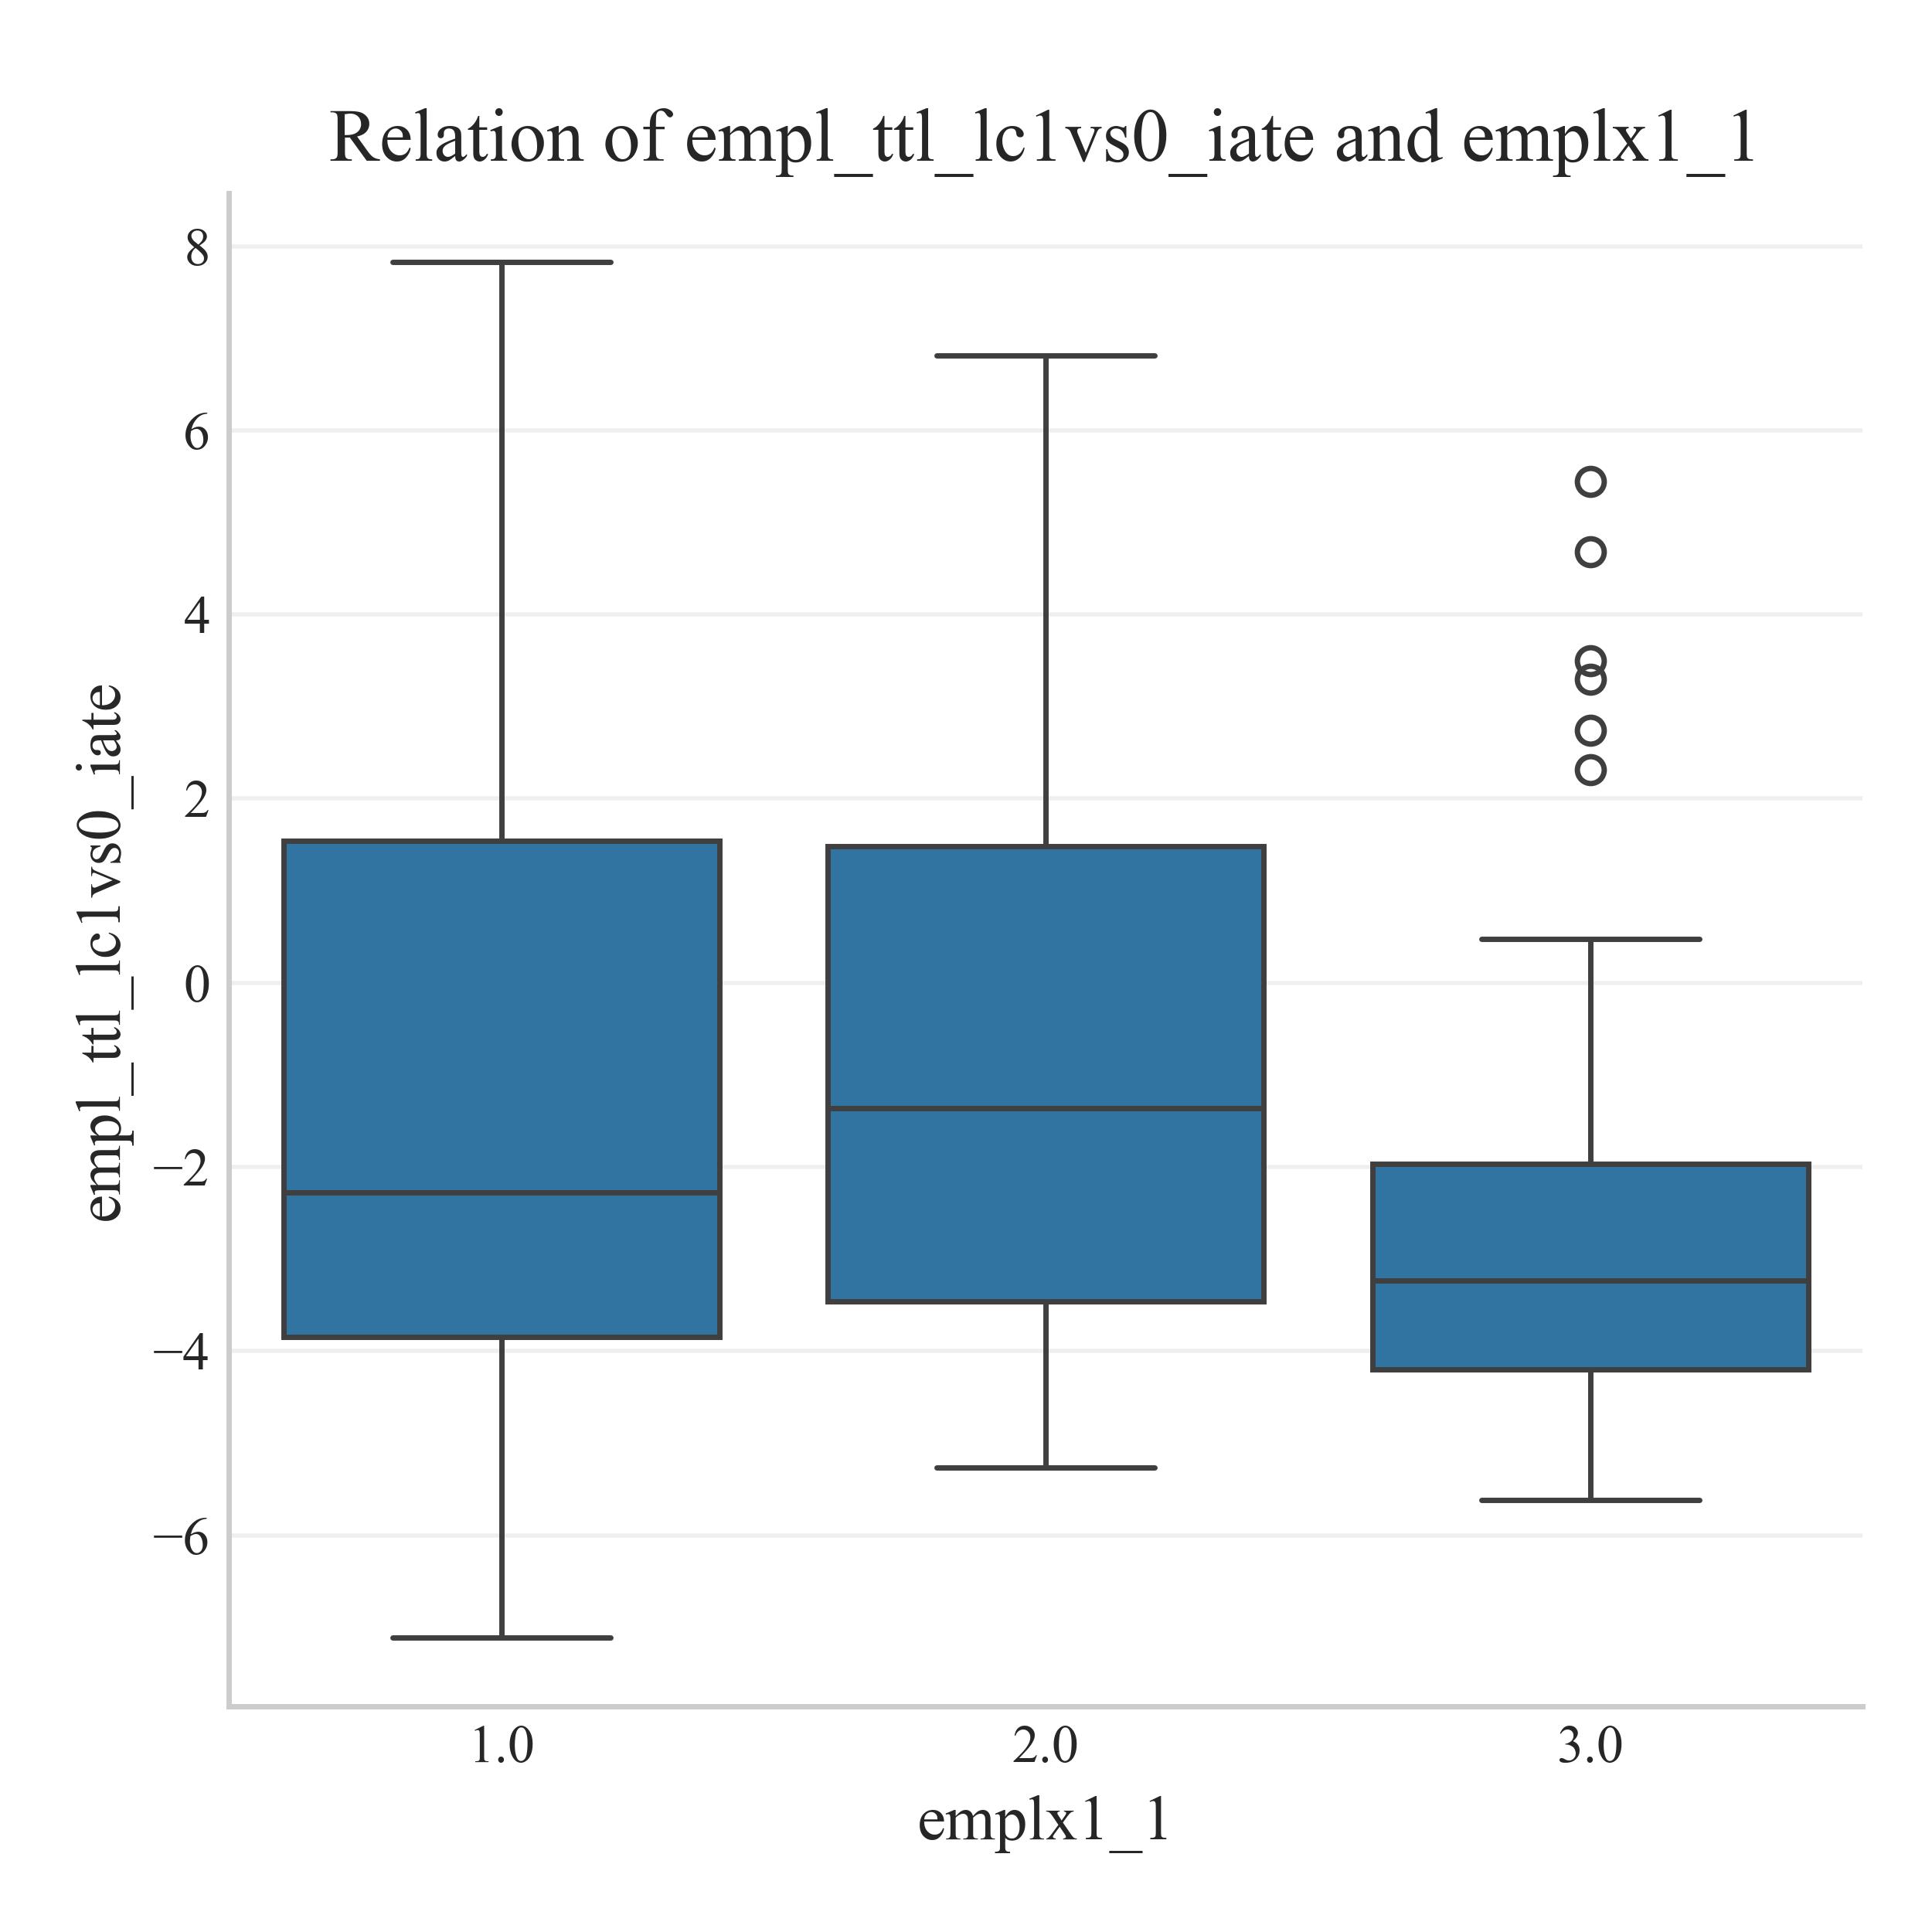 Relation of empl_ttl_lc1vs0_iate and emplx1_1
8
6
4
2
0
−2
−4
−6
empl_ttl_lc1vs0_iate
1.0 2.0 3.0
emplx1_1